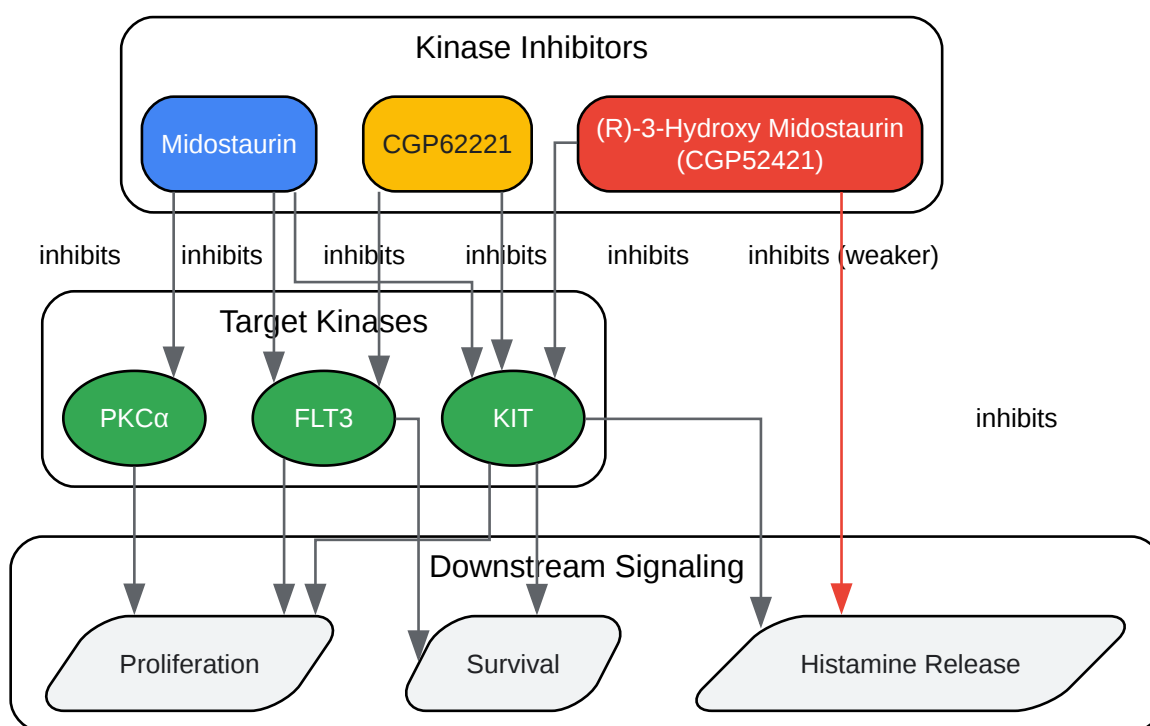 Kinase Inhibitors
Midostaurin
CGP62221
(R)-3-Hydroxy Midostaurin
(CGP52421)
inhibits
inhibits
inhibits
inhibits
inhibits
inhibits (weaker)
Target Kinases
PKCα
FLT3
KIT
inhibits
Downstream Signaling
Proliferation
Survival
Histamine Release